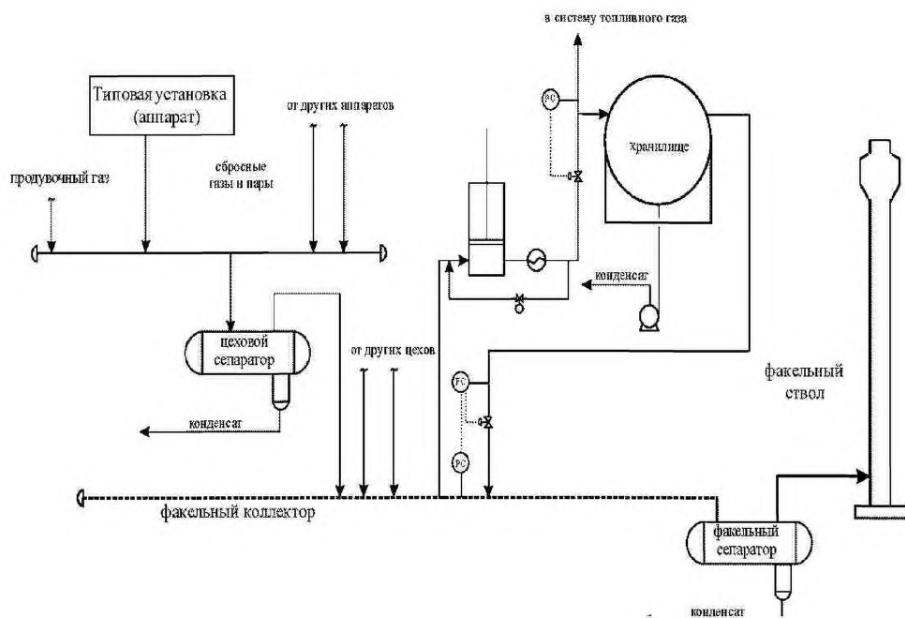 в систему топливного газа
Типовая установка
(аппарат)
от других аппаратов
PC
хранилище
продувочный газ
сбросные
газы и пары
конденсат
цеховой
сепаратор
от других цехов
PC
факельный
ствол
конденсат
PC
факельный коллектор
факельный
сепаратор
конденсат